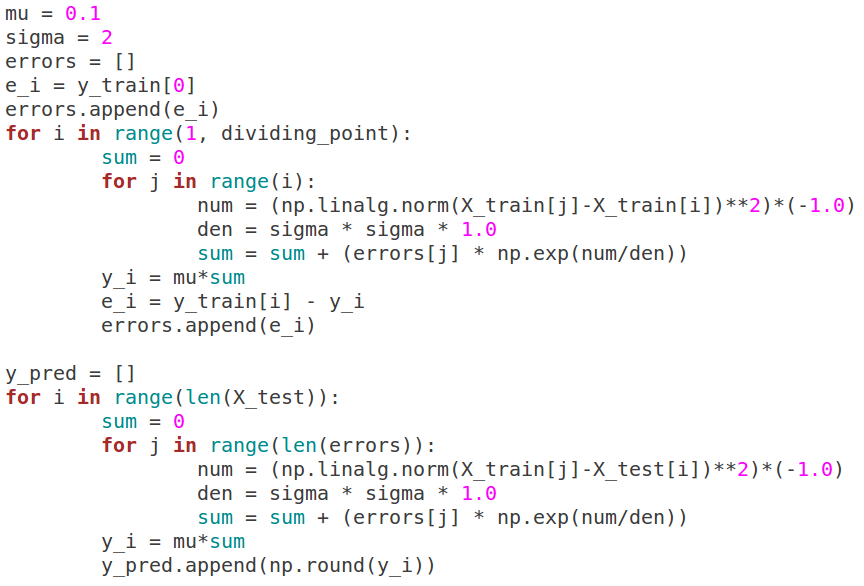 mu = 0.1
sigma = 2
errors = []
e_i = y_train[0]
errors.append(e_i)
for i in range(1, dividing_point):
        sum = 0
        for j in range(i):
                num = (np.linalg.norm(X_train[j]-X_train[i])**2)*(-1.0)
                den = sigma * sigma * 1.0
                sum = sum + (errors[j] * np.exp(num/den))
        y_i = mu*sum
        e_i = y_train[i] - y_i
        errors.append(e_i)

y_pred = []
for i in range(len(X_test)):
        sum = 0
        for j in range(len(errors)):
                num = (np.linalg.norm(X_train[j]-X_test[i])**2)*(-1.0)
                den = sigma * sigma * 1.0
                sum = sum + (errors[j] * np.exp(num/den))
        y_i = mu*sum
        y_pred.append(np.round(y_i))